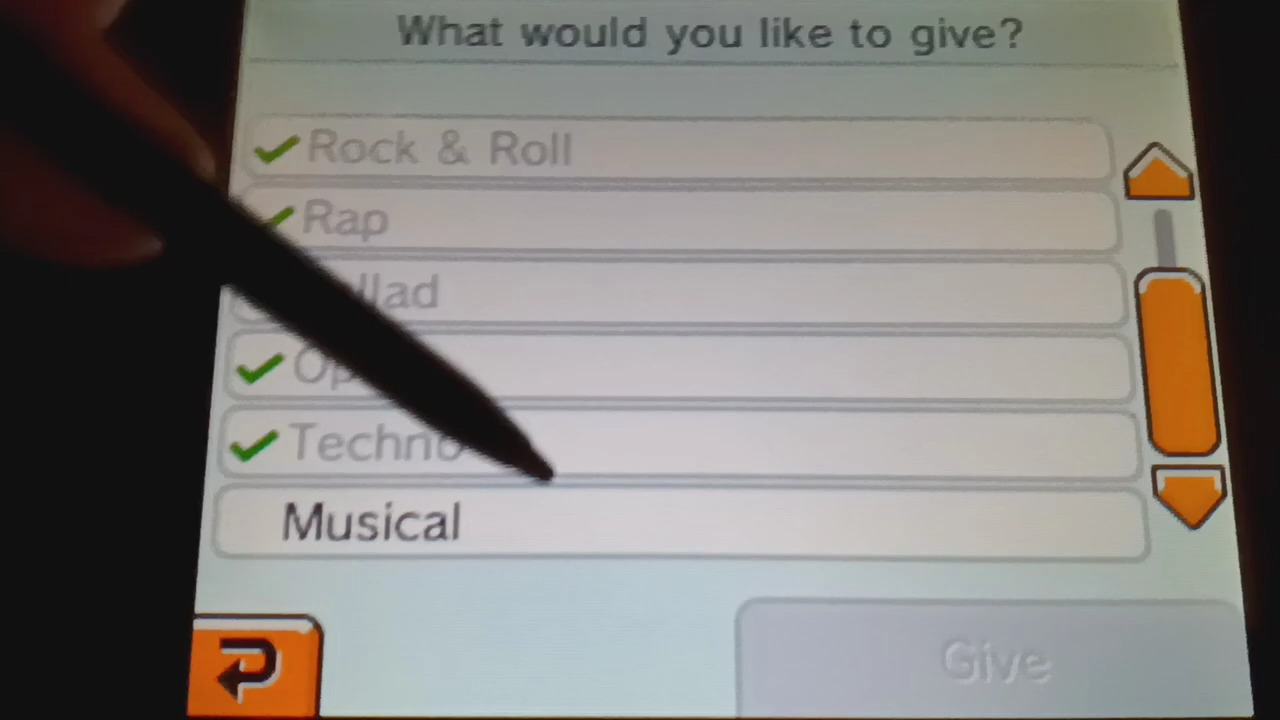 What would you like to give?
Rock & Roll
Rap
Techno
Musical
Give